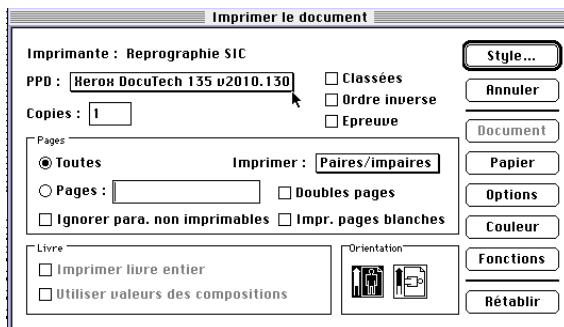 Imprimer le document
Imprimante : Reprographie SIC
PPD : Xerox DocuTech 135 v2010.130
Copies : 1
Classées
Ordre inverse
Epreuve
Pages
Toutes
Imprimer : Paires/impaires
Pages :
Doubles pages
Ignorer para. non imprimables
Impr. pages blanches
Livre
Imprimer livre entier
Utiliser valeurs des compositions
Orientation
Style...
Annuler
Document
Papier
Options
Couleur
Fonctions
Rétablir